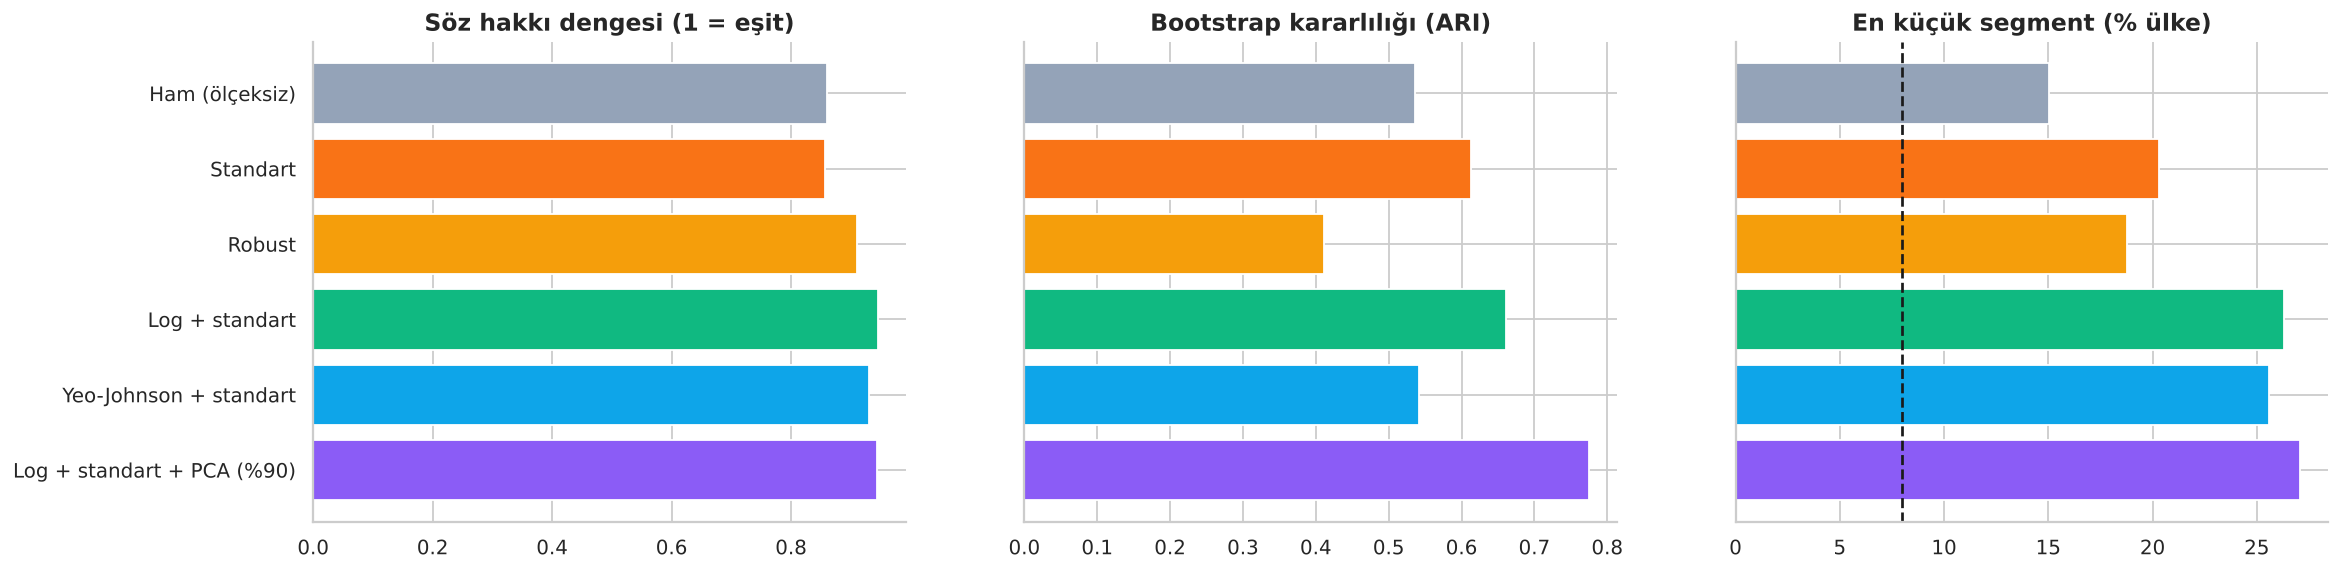 Söz hakkı dengesi (1 = eşit)
Bootstrap kararlılığı (ARI)
En küçük segment (% ülke)
Ham (ölçeksiz)
Standart
Robust
Log + standart
Yeo-Johnson + standart
Log + standart + PCA (%90)
0.0 0.2 0.4 0.6 0.8
0.0 0.1 0.2 0.3 0.4 0.5 0.6 0.7 0.8
0 5 10 15 20 25